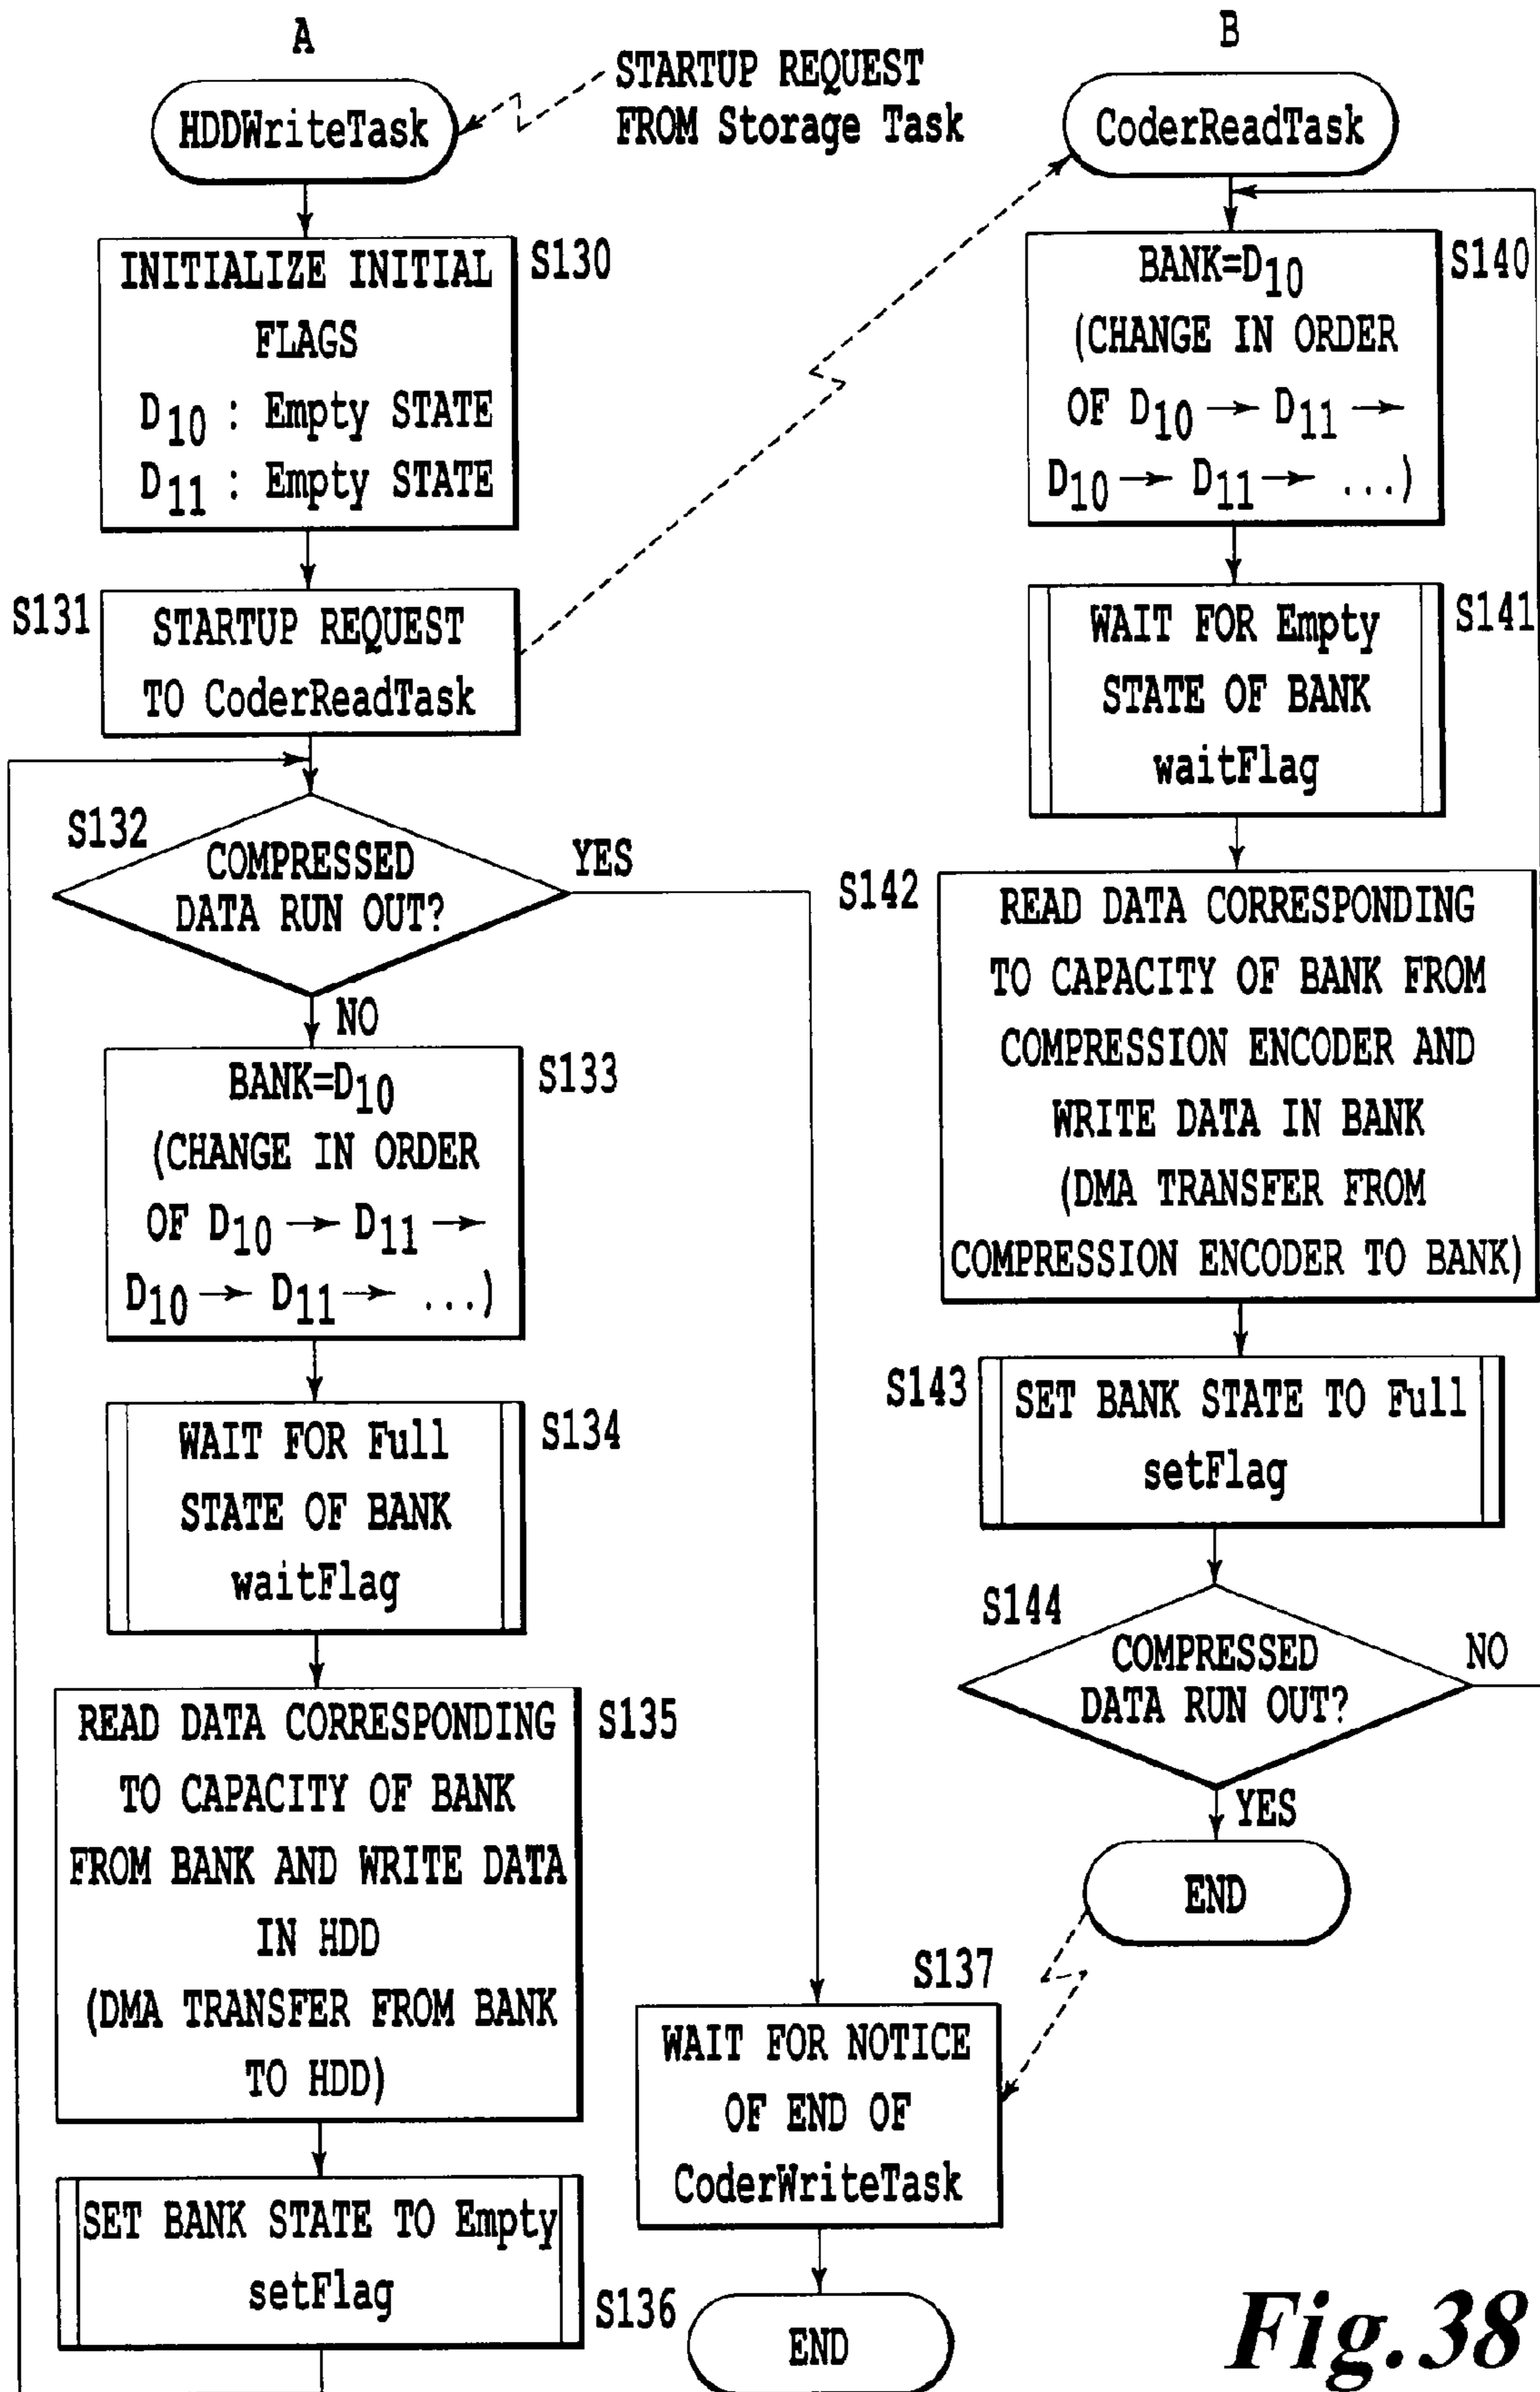 A
HDDWriteTask
STARTUP REQUEST
FROM Storage Task
INITIALIZE INITIAL
FLAGS
D10 : Empty STATE
D11 : Empty STATE
S130
S131
STARTUP REQUEST
TO CoderReadTask
S132
COMPRESSED
DATA RUN OUT?
YES
NO
BANK=D10
(CHANGE IN ORDER
OF D10 → D11 →
D10 → D11 → ...)
S133
WAIT FOR Full
STATE OF BANK
waitFlag
S134
READ DATA CORRESPONDING
TO CAPACITY OF BANK
FROM BANK AND WRITE DATA
IN HDD
(DMA TRANSFER FROM BANK
TO HDD)
S135
SET BANK STATE TO Empty
setFlag
S136
S137
WAIT FOR NOTICE
OF END OF
CoderWriteTask
END
B
CoderReadTask
BANK=D10
(CHANGE IN ORDER
OF D10 → D11 →
D10 → D11 → ...)
S140
WAIT FOR Empty
STATE OF BANK
waitFlag
S141
S142
READ DATA CORRESPONDING
TO CAPACITY OF BANK FROM
COMPRESSION ENCODER AND
WRITE DATA IN BANK
(DMA TRANSFER FROM
COMPRESSION ENCODER TO BANK)
S143
SET BANK STATE TO Full
setFlag
S144
COMPRESSED
DATA RUN OUT?
NO
YES
END
Fig.38